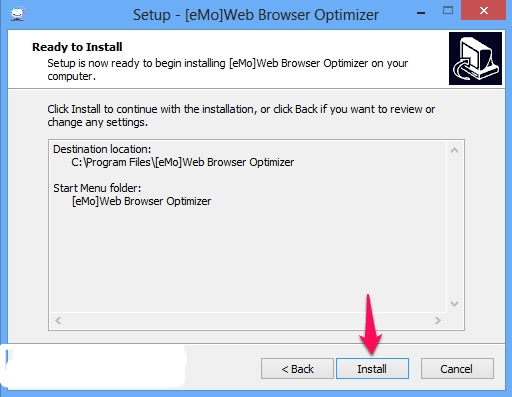 Setup - [eMo]Web Browser Optimizer
Ready to Install
Setup is now ready to begin installing [eMo]Web Browser Optimizer on your
computer.
Click Install to continue with the installation, or click Back if you want to review or
change any settings.
Destination location:
C:\Program Files\[eMo]Web Browser Optimizer
Start Menu folder:
[eMo]Web Browser Optimizer
< Back
Install
Cancel